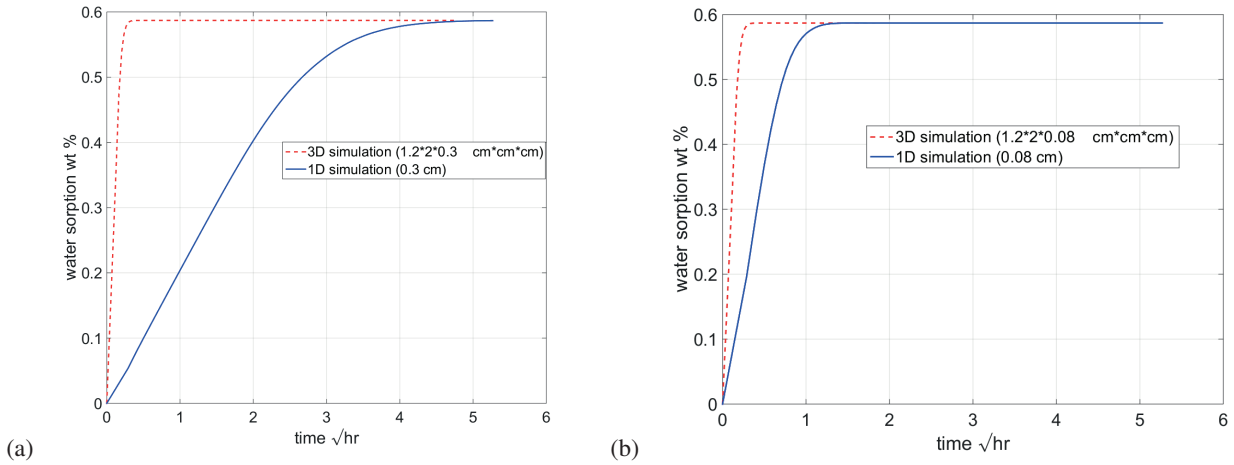 0.6
0.5
0.4
0.3
0.2
0.1
0
water sorption wt %
3D simulation (1.2*2*0.3 cm*cm*cm)
1D simulation (0.3 cm)
0 1 2 3 4 5 6
time √hr
(a)
0.6
0.5
0.4
0.3
0.2
0.1
0
water sorption wt %
3D simulation (1.2*2*0.08 cm*cm*cm)
1D simulation (0.08 cm)
0 1 2 3 4 5 6
time √hr
(b)